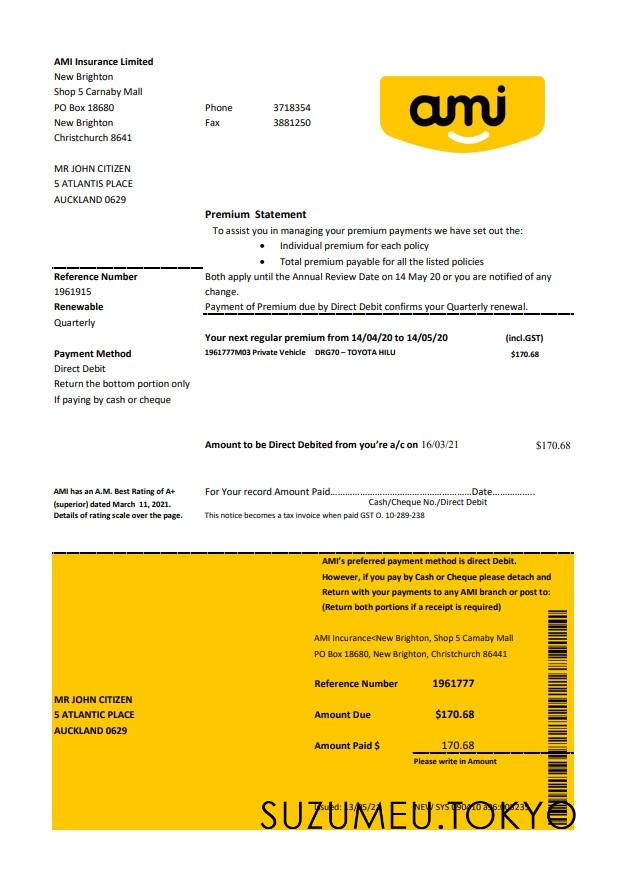 AMI Insurance Limited
New Brighton
Shop 5 Carnaby Mall
PO Box 18680
New Brighton
Christchurch 8641
Phone 3718354
Fax 3881250
ami
MR JOHN CITIZEN
5 ATLANTIS PLACE
AUCKLAND 0629
Premium Statement
To assist you in managing your premium payments we have set out the:
• Individual premium for each policy
• Total premium payable for all the listed policies
Both apply until the Annual Review Date on 14 May 20 or you are notified of any
change.
Payment of Premium due by Direct Debit confirms your Quarterly renewal.
Reference Number
1961915
Renewable
Quarterly
Payment Method
Direct Debit
Return the bottom portion only
If paying by cash or cheque
Your next regular premium from 14/04/20 to 14/05/20 (incl.GST)
1961777M03 Private Vehicle DRG70 – TOYOTA HILU $170.68
Amount to be Direct Debited from you're a/c on 16/03/21 $170.68
AMI has an A.M. Best Rating of A+
(superior) dated March 11, 2021.
Details of rating scale over the page.
For Your record Amount Paid……………………………………………Date……………..
Cash/Cheque No./Direct Debit
This notice becomes a tax invoice when paid GST O. 10-289-238
AMI's preferred payment method is direct Debit.
However, if you pay by Cash or Cheque please detach and
Return with your payments to any AMI branch or post to:
(Return both portions if a receipt is required)
AMI Incurance<New Brighton, Shop 5 Camaby Mall
PO Box 18680, New Brighton, Christchurch 86441
MR JOHN CITIZEN
5 ATLANTIC PLACE
AUCKLAND 0629
Reference Number 1961777
Amount Due $170.68
Amount Paid $ 170.68
Please write in Amount
NEW SYS
SUZUMEU.TOKYO